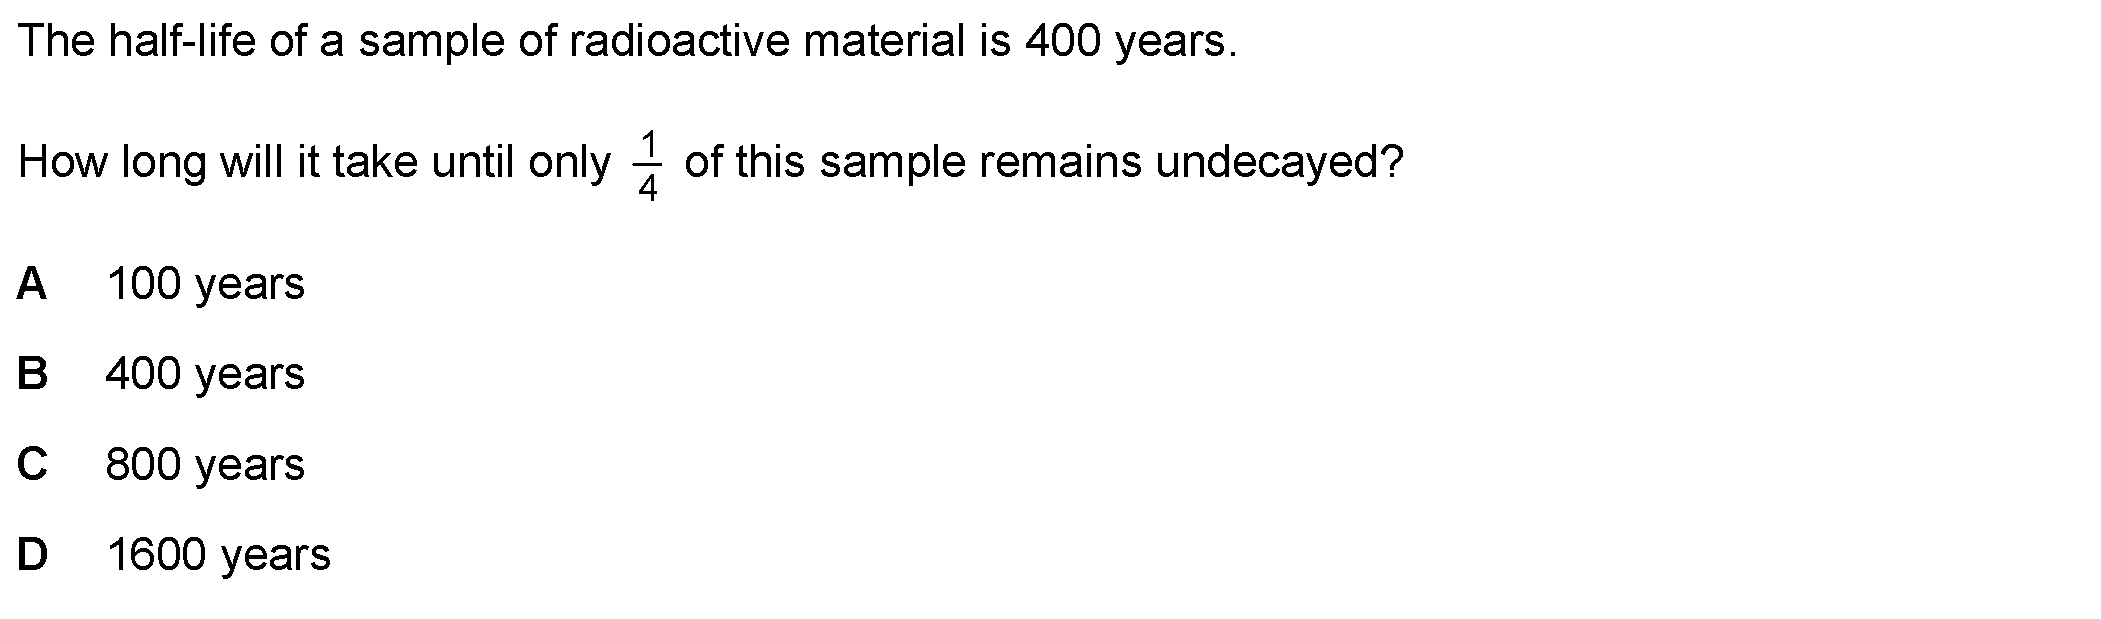 The half-life of a sample of radioactive material is 400 years.
How long will it take until only 1/4 of this sample remains undecayed?
A 100 years
B 400 years
C 800 years
D 1600 years